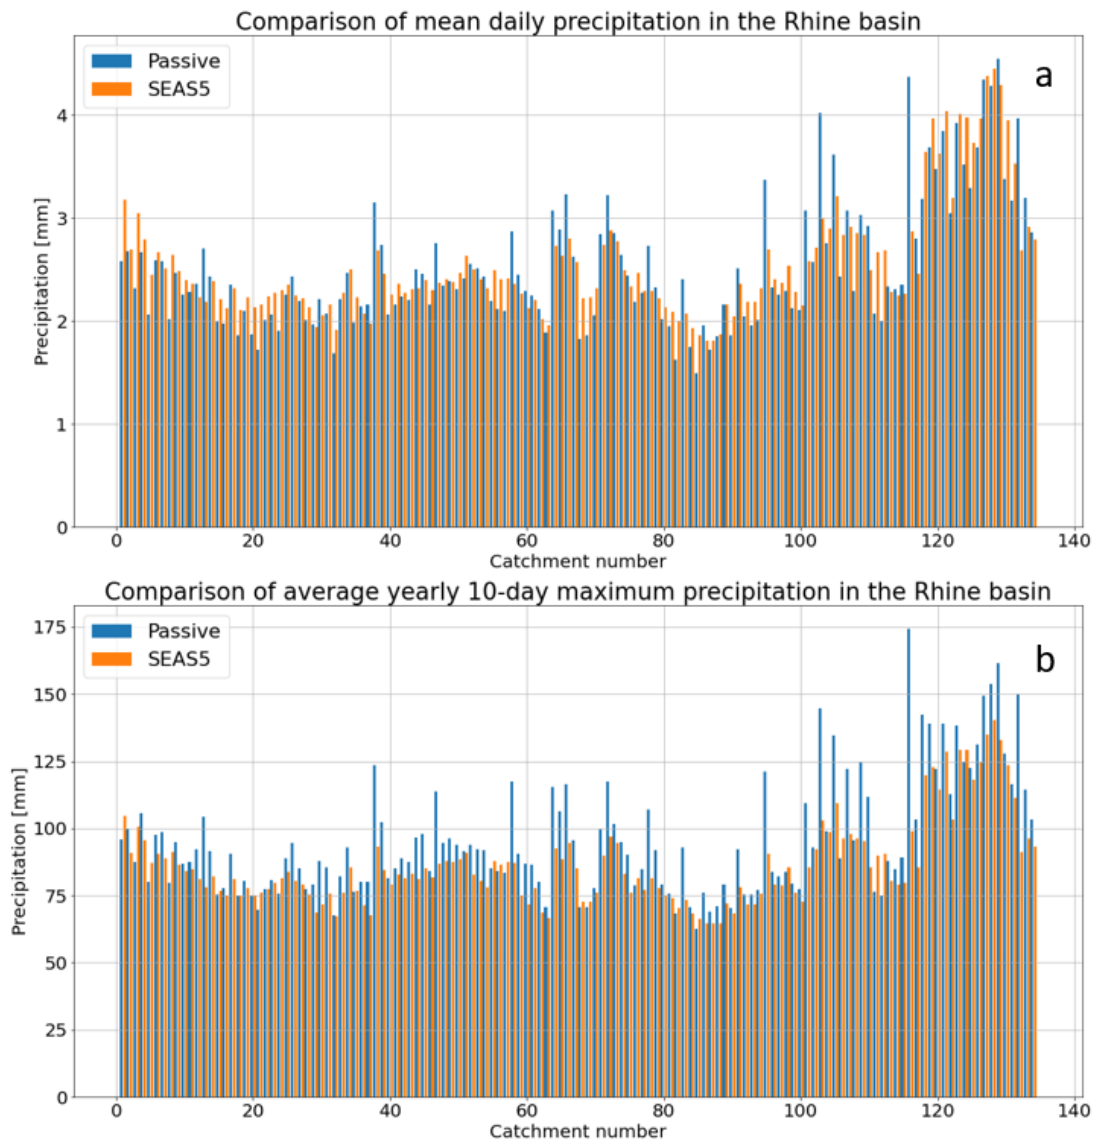 Comparison of mean daily precipitation in the Rhine basin
Passive
SEAS5
a
Precipitation [mm]
4
3
2
1
0
0 20 40 60 80 100 120 140
Catchment number
Comparison of average yearly 10-day maximum precipitation in the Rhine basin
Passive
SEAS5
b
Precipitation [mm]
175
150
125
100
75
50
25
0
0 20 40 60 80 100 120 140
Catchment number